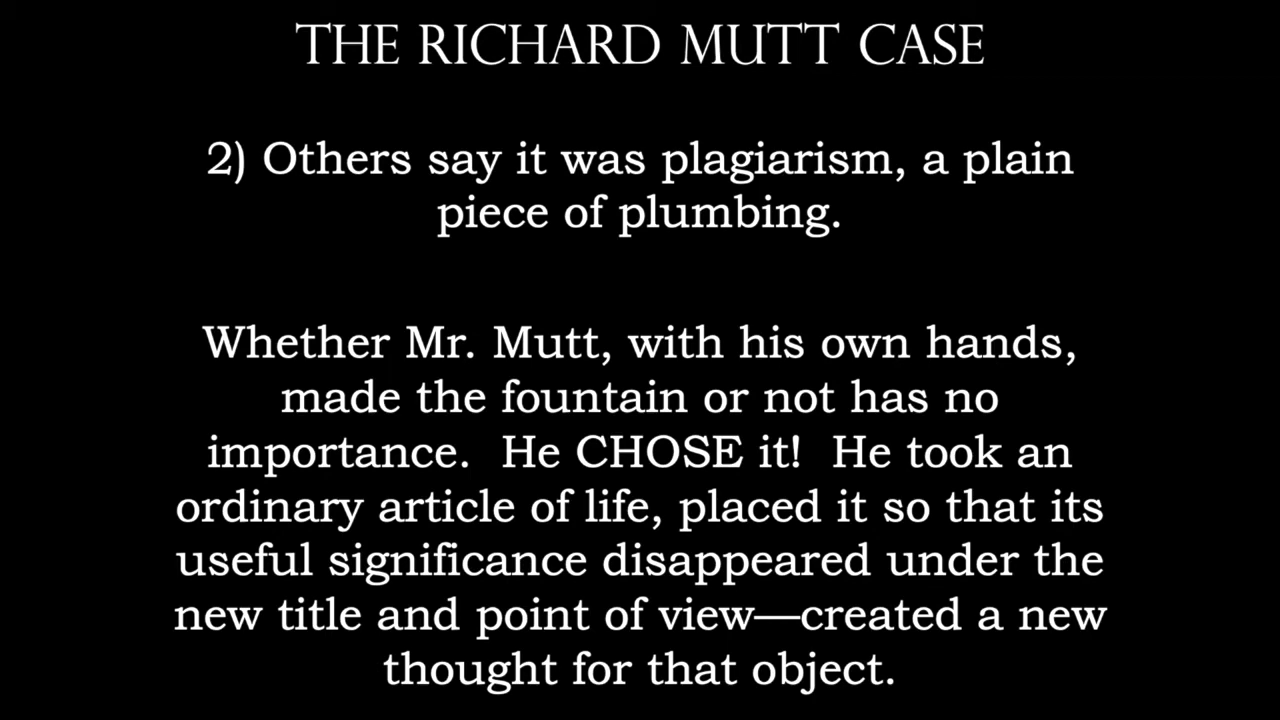 THE RICHARD MUTT CASE
2) Others say it was plagiarism, a plain
piece of plumbing.
Whether Mr. Mutt, with his own hands,
made the fountain or not has no
importance.  He CHOSE it!  He took an
ordinary article of life, placed it so that its
useful significance disappeared under the
new title and point of view—created a new
thought for that object.